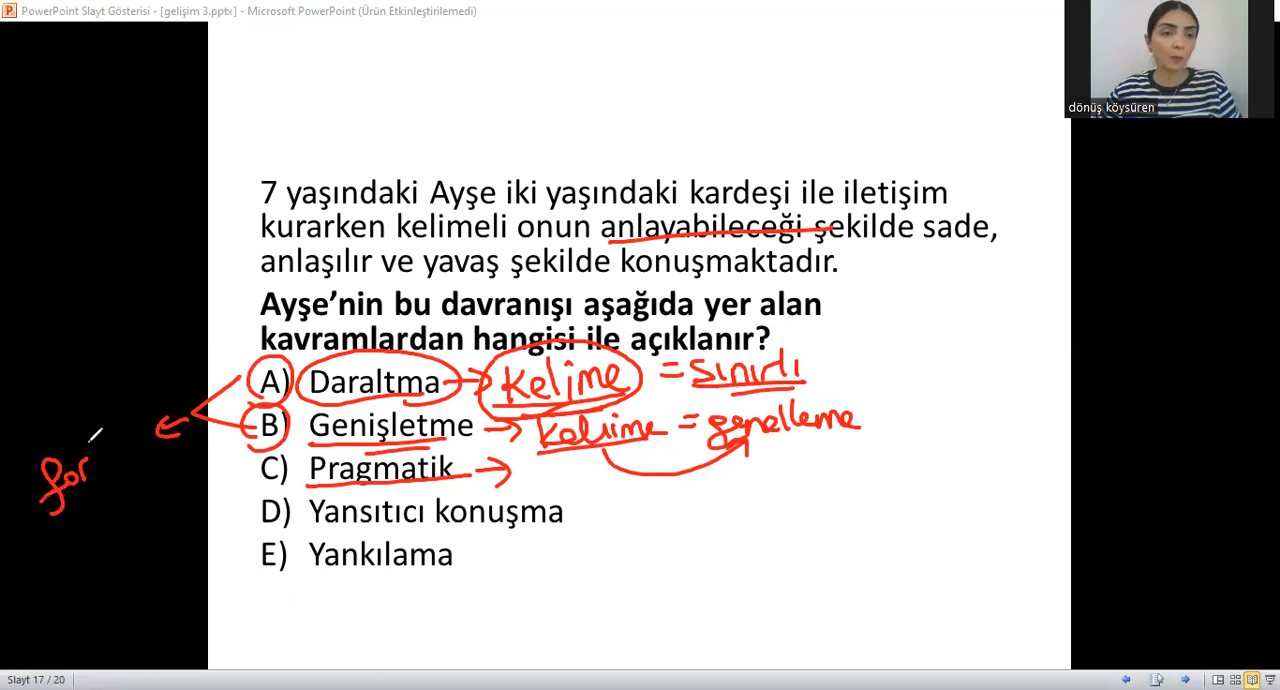 PowerPoint Slayt Gösterisi - [gelişim 3.pptx] - Microsoft PowerPoint (Ürün Etkinleştirilemedi)
dönüş köysüren
7 yaşındaki Ayşe iki yaşındaki kardeşi ile iletişim
kurarken kelimeli onun anlayabileceği şekilde sade,
anlaşılır ve yavaş şekilde konuşmaktadır.
Ayşe’nin bu davranışı aşağıda yer alan
kavramlardan hangisi ile açıklanır?
A) Daraltma → kelime = sınırlı
B) Genişletme → kelime = genelleme
C) Pragmatik →
D) Yansıtıcı konuşma
E) Yankılama
for
Slayt 17 / 20